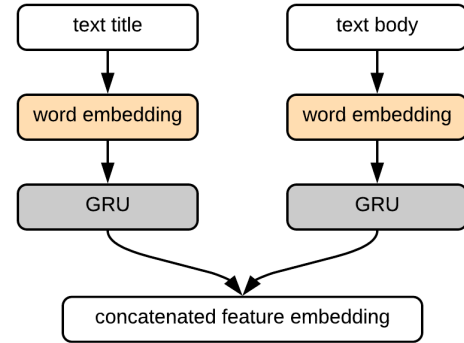 text title
text body
word embedding
word embedding
GRU
GRU
concatenated feature embedding